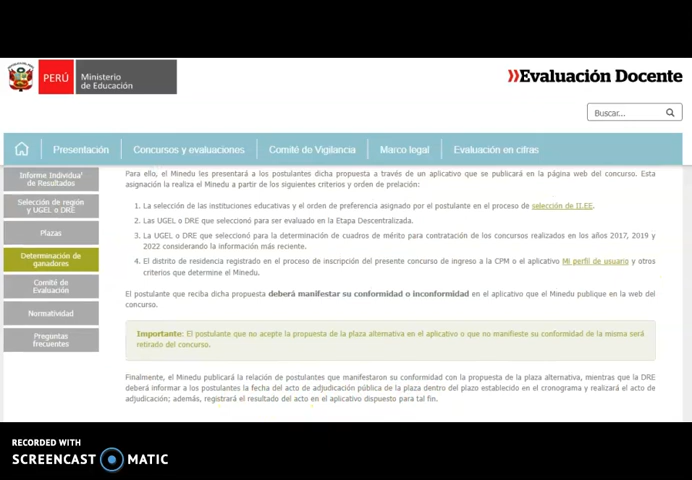 PERÚ
Ministerio
de Educación
Evaluación Docente
Buscar...
Presentación
Concursos y evaluaciones
Comité de Vigilancia
Marco legal
Evaluación en cifras
Informe Individual
de Resultados
Selección de región
y UGEL o DRE
Plazas
Determinación de
ganadores
Comité de
Evaluación
Normatividad
Preguntas
frecuentes
Para ello, el Minedu les presentará a los postulantes dicha propuesta a través de un aplicativo que se publicará en la página web del concurso. Esta
asignación la realiza el Minedu a partir de los siguientes criterios y orden de prelación:
1. La selección de las instituciones educativas y el orden de preferencia asignado por el postulante en el proceso de selección de II.EE.
2. Las UGEL o DRE que seleccionó para ser evaluado en la Etapa Descentralizada.
3. La UGEL o DRE que seleccionó para la determinación de cuadros de mérito para contratación de los concursos realizados en los años 2017, 2019 y
2022 considerando la información más reciente.
4. El distrito de residencia registrado en el proceso de inscripción del presente concurso de ingreso a la CPM o el aplicativo Mi perfil de usuario y otros
criterios que determine el Minedu.
El postulante que reciba dicha propuesta deberá manifestar su conformidad o inconformidad en el aplicativo que el Minedu publique en la web del
concurso.
Importante: El postulante que no acepte la propuesta de la plaza alternativa en el aplicativo o que no manifieste su conformidad de la misma será
retirado del concurso.
Finalmente, el Minedu publicará la relación de postulantes que manifestaron su conformidad con la propuesta de la plaza alternativa, mientras que la DRE
deberá informar a los postulantes la fecha del acto de adjudicación pública de la plaza dentro del plazo establecido en el cronograma y realizará el acto de
adjudicación; además, registrará el resultado del acto en el aplicativo dispuesto para tal fin.
RECORDED WITH
SCREENCAST MATIC